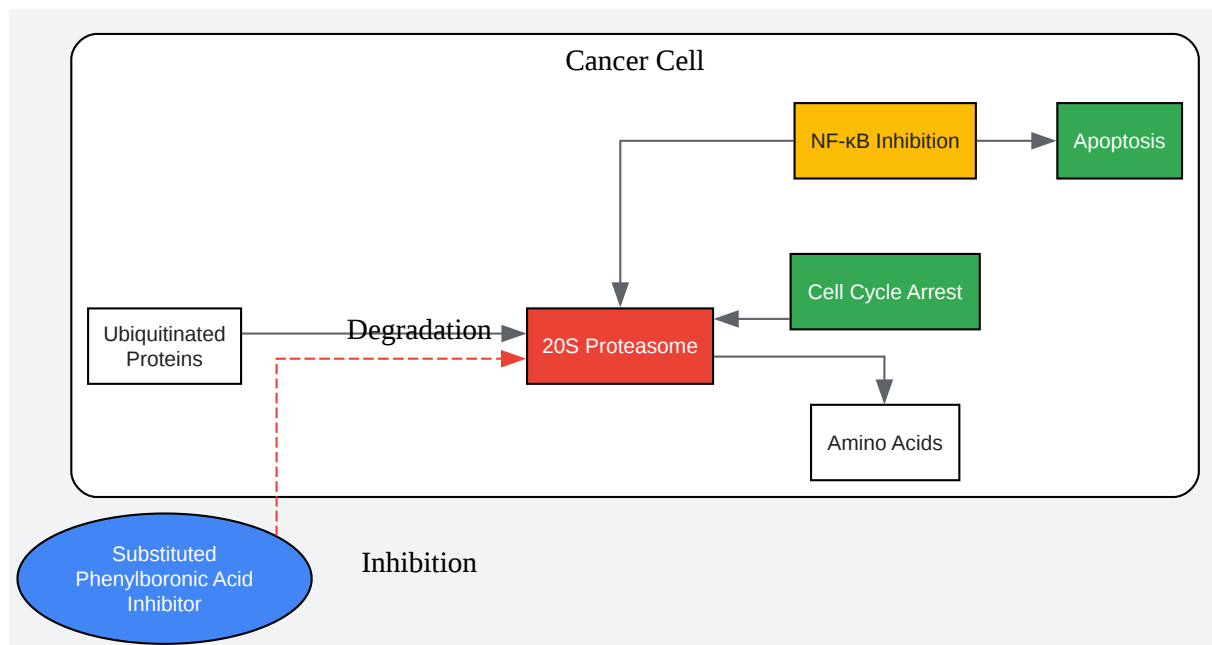 Cancer Cell
NF-κB Inhibition
Apoptosis
Cell Cycle Arrest
Ubiquitinated
Proteins
Degradation
20S Proteasome
Amino Acids
Substituted
Phenylboronic Acid
Inhibitor
Inhibition